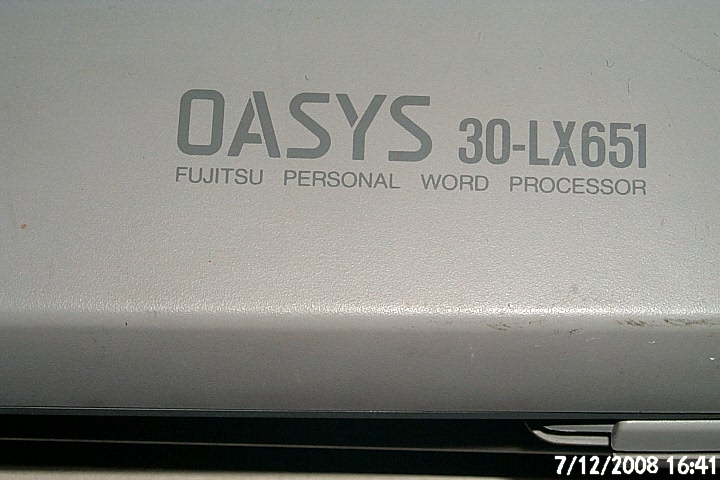 OASYS 30-LX651
FUJITSU PERSONAL WORD PROCESSOR
7/12/2008 16:41